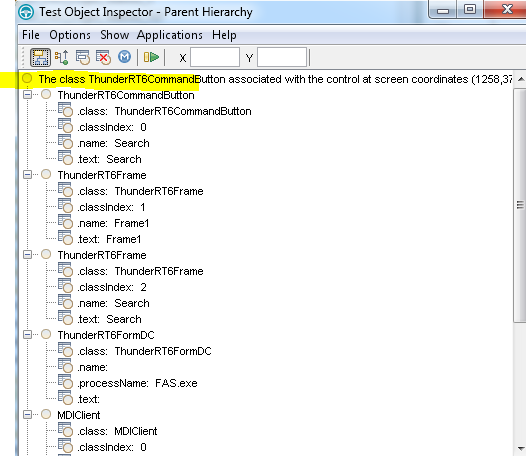 Test Object Inspector - Parent Hierarchy
File Options Show Applications Help
X Y
The class ThunderRT6CommandButton associated with the control at screen coordinates (1258,37
ThunderRT6CommandButton
.class: ThunderRT6CommandButton
.classIndex: 0
.name: Search
.text: Search
ThunderRT6Frame
.class: ThunderRT6Frame
.classIndex: 1
.name: Frame1
.text: Frame1
ThunderRT6Frame
.class: ThunderRT6Frame
.classIndex: 2
.name: Search
.text: Search
ThunderRT6FormDC
.class: ThunderRT6FormDC
.name:
.processName: FAS.exe
.text:
MDIClient
.class: MDIClient
.classIndex: 0